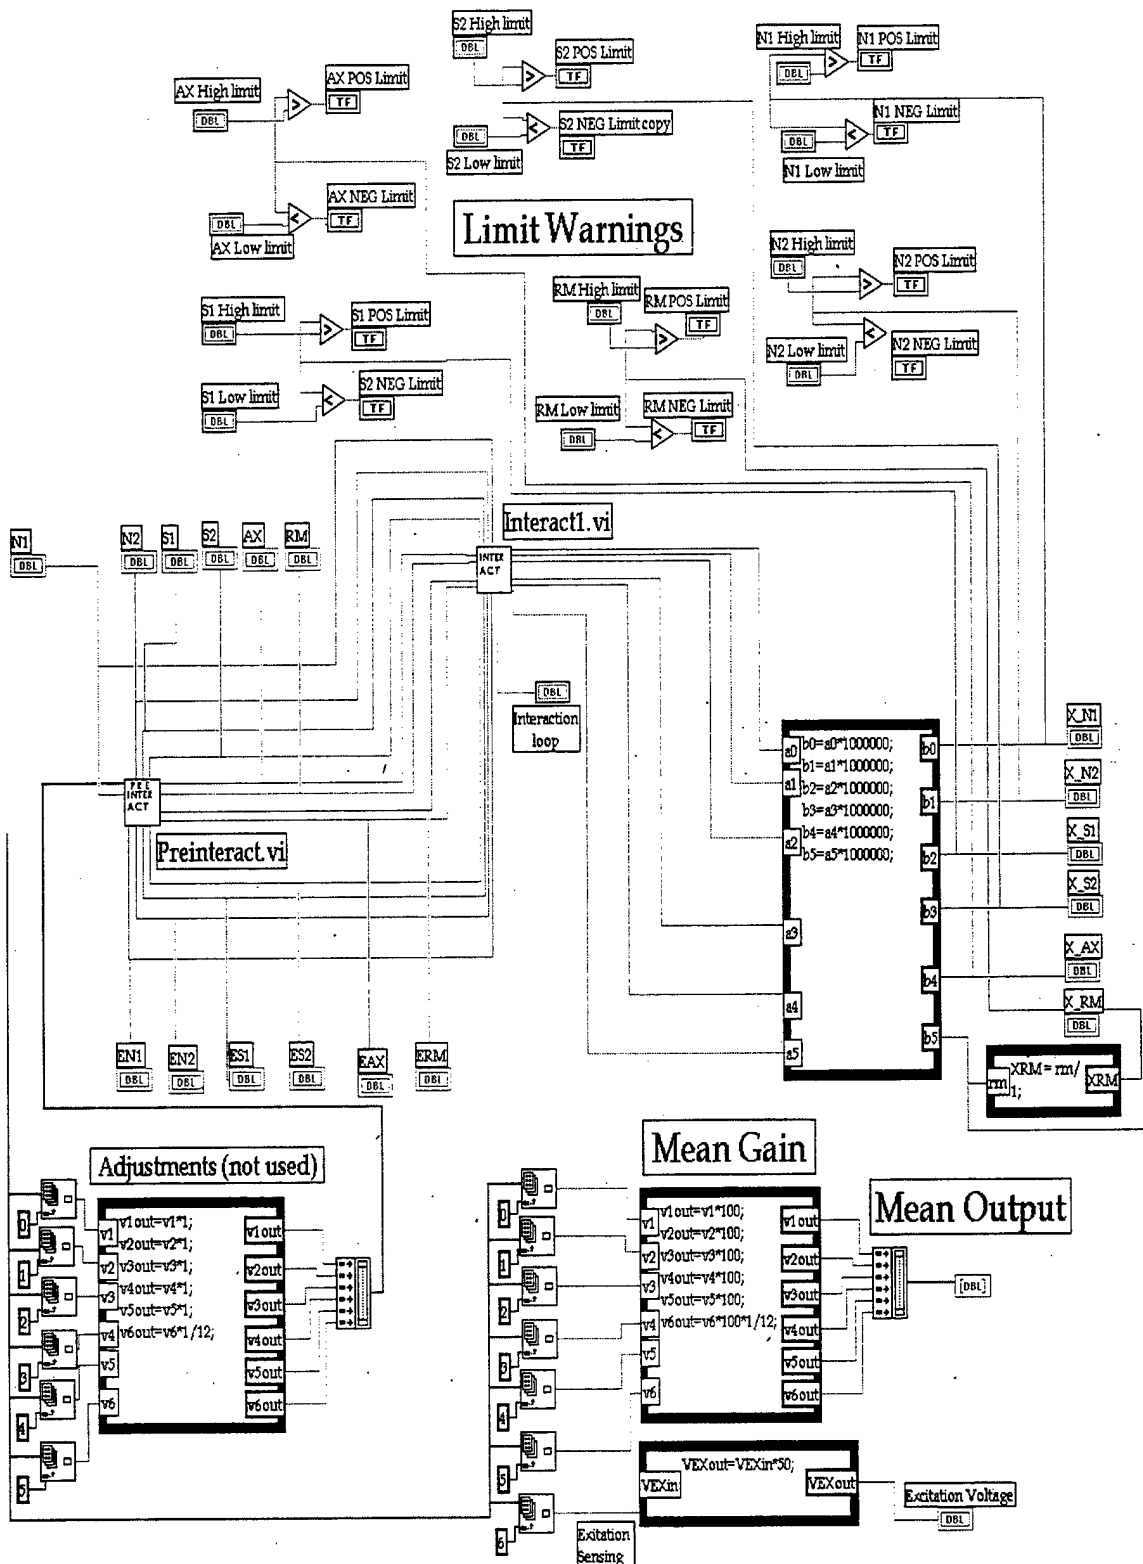 S2 High limit
DBL
S2 POS Limit
TF
N1 High limit
DBL
N1 POS Limit
TF
AX High limit
DBL
AX POS Limit
TF
DBL
S2 Low limit
S2 NEG Limit copy
TF
DBL
N1 Low limit
N1 NEG Limit
TF
DBL
AX Low limit
AX NEG Limit
TF
Limit Warnings
N2 High limit
DBL
N2 POS Limit
TF
S1 High limit
DBL
S1 POS Limit
TF
RM High limit
DBL
RM POS Limit
TF
N2 Low limit
DBL
N2 NEG Limit
TF
S1 Low limit
DBL
S2 NEG Limit
TF
RM Low limit
DBL
RM NEG Limit
TF
Interact1.vi
INTER
ACT
N1
DBL
N2
DBL
S1
DBL
S2
DBL
AX
DBL
RM
DBL
DBL
Interaction
loop
PRE
INTER
ACT
Preinteract.vi
a0
a1
a2
a3
a4
a5
b0=a0*1000000;
b1=a1*1000000;
b2=a2*1000000;
b3=a3*1000000;
b4=a4*1000000;
b5=a5*1000000;
b0
b1
b2
b3
b4
b5
X_N1
DBL
X_N2
DBL
X_S1
DBL
X_S2
DBL
X_AX
DBL
X_RM
DBL
rm
XRM=rm/
1;
XRM
EN1
DBL
EN2
DBL
ES1
DBL
ES2
DBL
EAX
DBL
ERM
DBL
Adjustments (not used)
0
1
2
3
4
5
v1
v2
v3
v4
v5
v6
v1out=v1*1;
v2out=v2*1;
v3out=v3*1;
v4out=v4*1;
v5out=v5*1;
v6out=v6*1/12;
v1out
v2out
v3out
v4out
v5out
v6out
Mean Gain
0
1
2
3
4
5
6
v1
v2
v3
v4
v5
v6
v1out=v1*100;
v2out=v2*100;
v3out=v3*100;
v4out=v4*100;
v5out=v5*100;
v6out=v6*100*1/12;
v1out
v2out
v3out
v4out
v5out
v6out
Mean Output
[DBL]
VEXin
VEXout=VEXin*50;
VEXout
Excitation Voltage
DBL
Exitation
Sensing